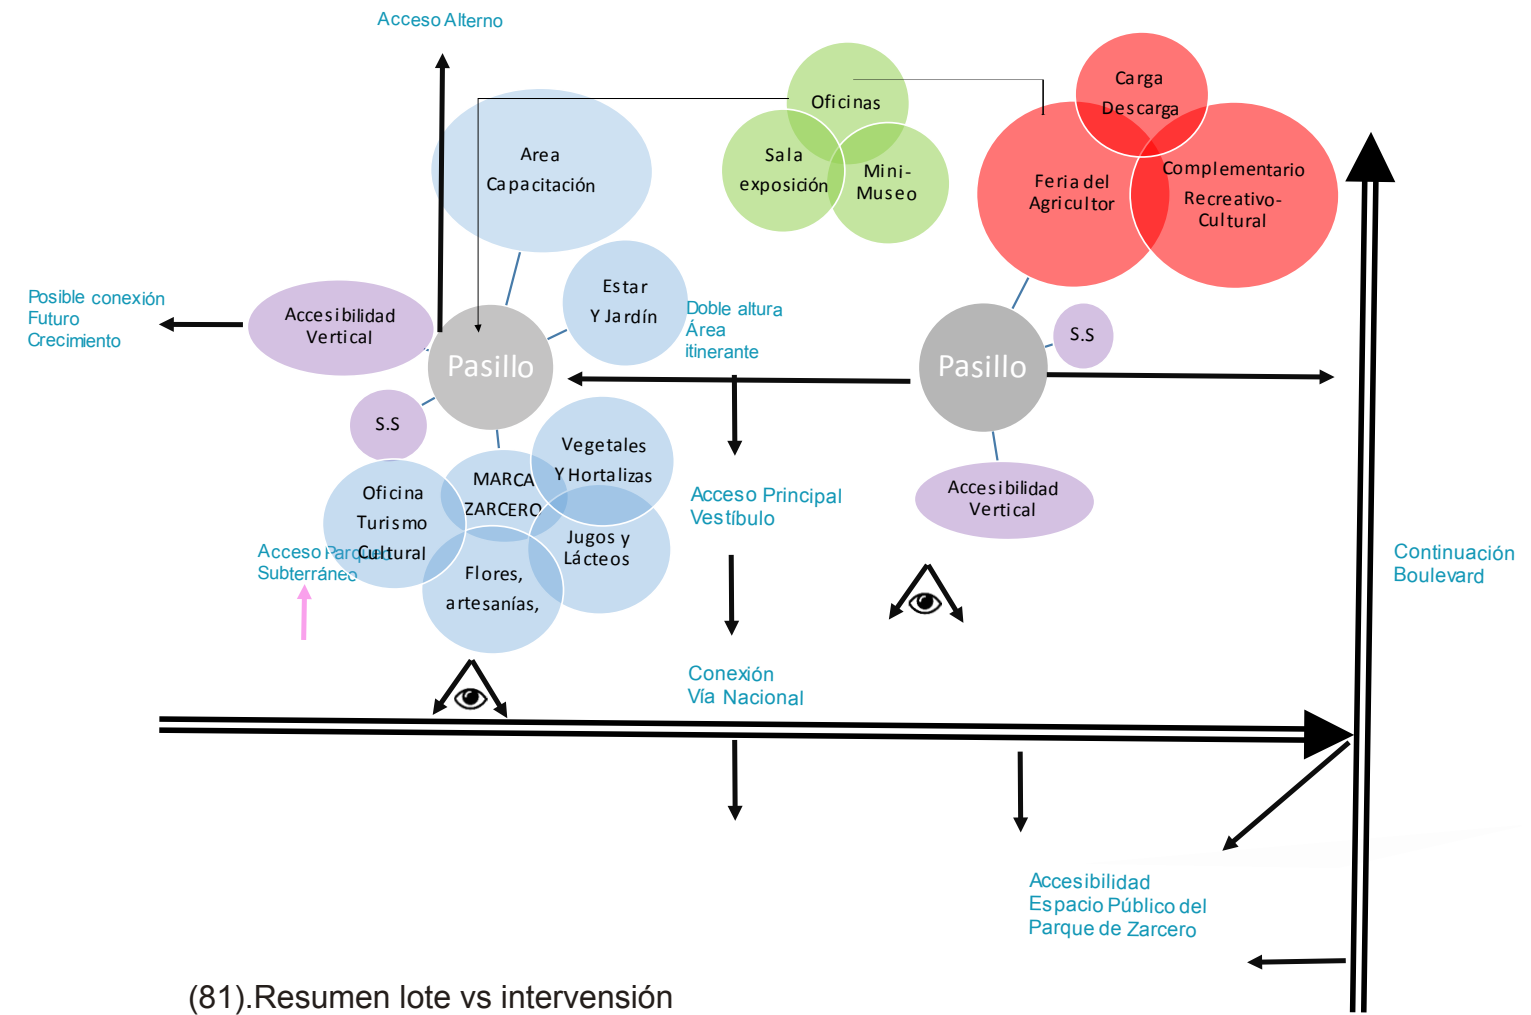 Acceso Alterno
Carga
Descarga
Oficinas
Area
Capacitación
Sala
exposición
Mini-
Museo
Feria del
Agricultor
Complementario
Recreativo-
Cultural
Posible conexión
Futuro
Crecimiento
Accesibilidad
Vertical
Estar
Y Jardín
Doble altura
Área
itinerante
S.S
Pasillo
Pasillo
S.S
Vegetales
Y Hortalizas
MARCA
ZARCERO
Oficina
Turismo
Cultural
Jugos y
Lácteos
Flores,
artesanías,
Acceso Parqueo
Subterráneo
Acceso Principal
Vestíbulo
Accesibilidad
Vertical
Continuación
Boulevard
Conexión
Vía Nacional
Accesibilidad
Espacio Público del
Parque de Zarcero
(81).Resumen lote vs intervensión